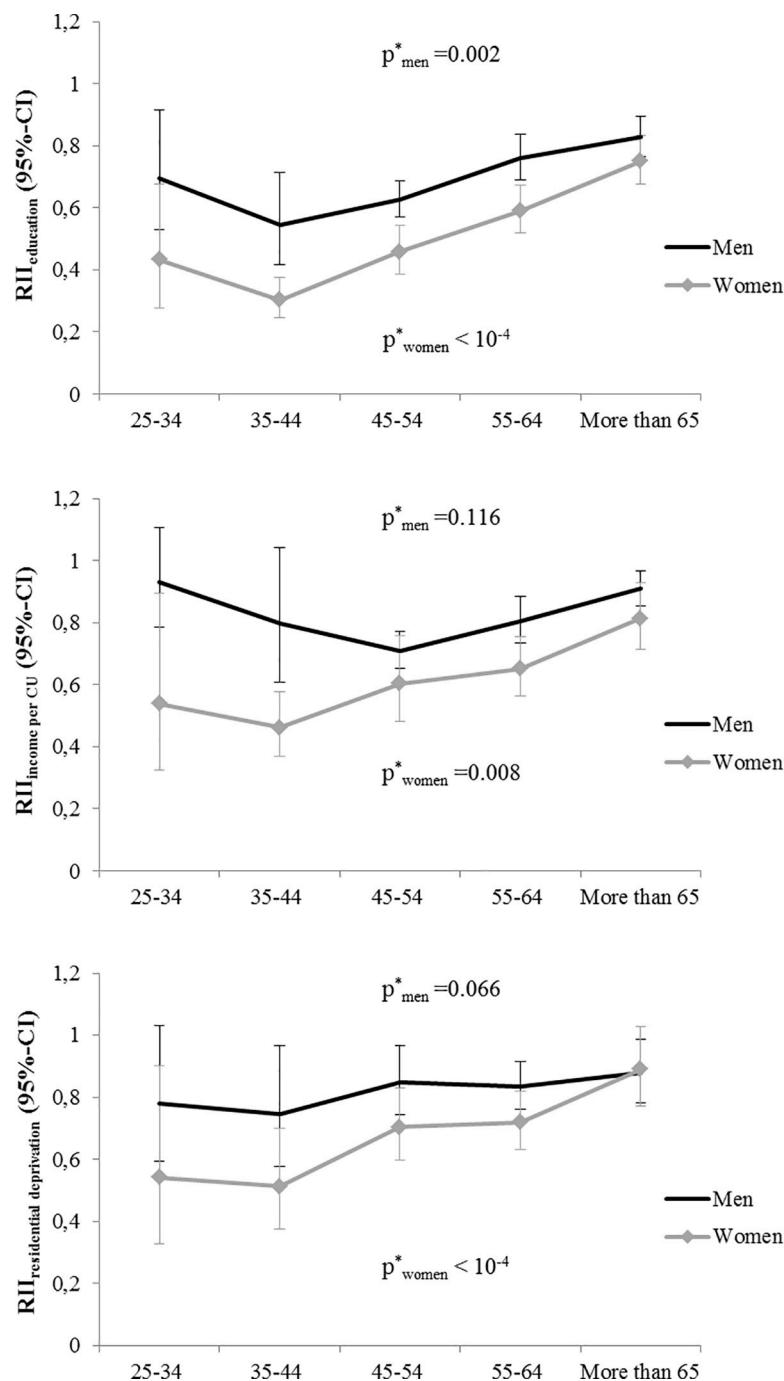 1,2
p*men =0.002
1
0,8
0,6
0,4
0,2
0
RIIeducation (95%-CI)
Men
Women
p*women < 10-4
25-34 35-44 45-54 55-64 More than 65
1,2
p*men =0.116
1
0,8
0,6
0,4
0,2
0
RIIincome per CU (95%-CI)
Men
Women
p*women =0.008
25-34 35-44 45-54 55-64 More than 65
1,2
p*men =0.066
1
0,8
0,6
0,4
0,2
0
RIIresidential deprivation (95%-CI)
Men
Women
p*women < 10-4
25-34 35-44 45-54 55-64 More than 65